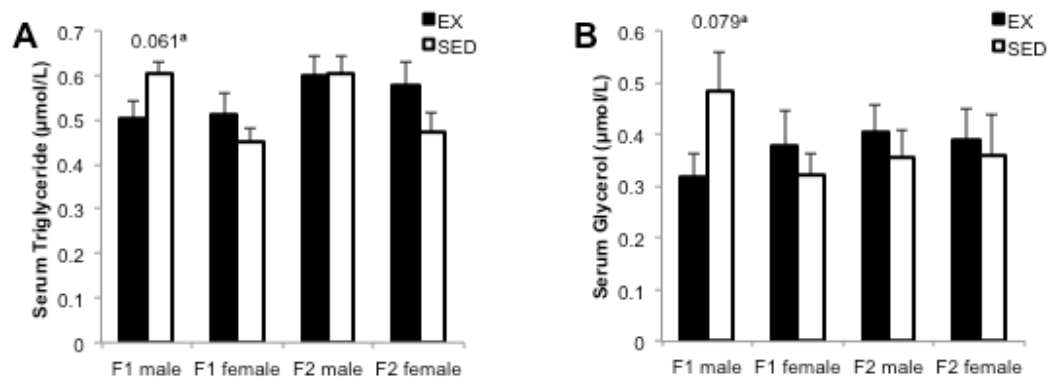 A
Serum Triglyceride (µmol/L)
0.7
0.6
0.5
0.4
0.3
0.2
0.1
0
0.061ª
EX
SED
F1 male F1 female F2 male F2 female
B
Serum Glycerol (µmol/L)
0.6
0.5
0.4
0.3
0.2
0.1
0
0.079ª
EX
SED
F1 male F1 female F2 male F2 female